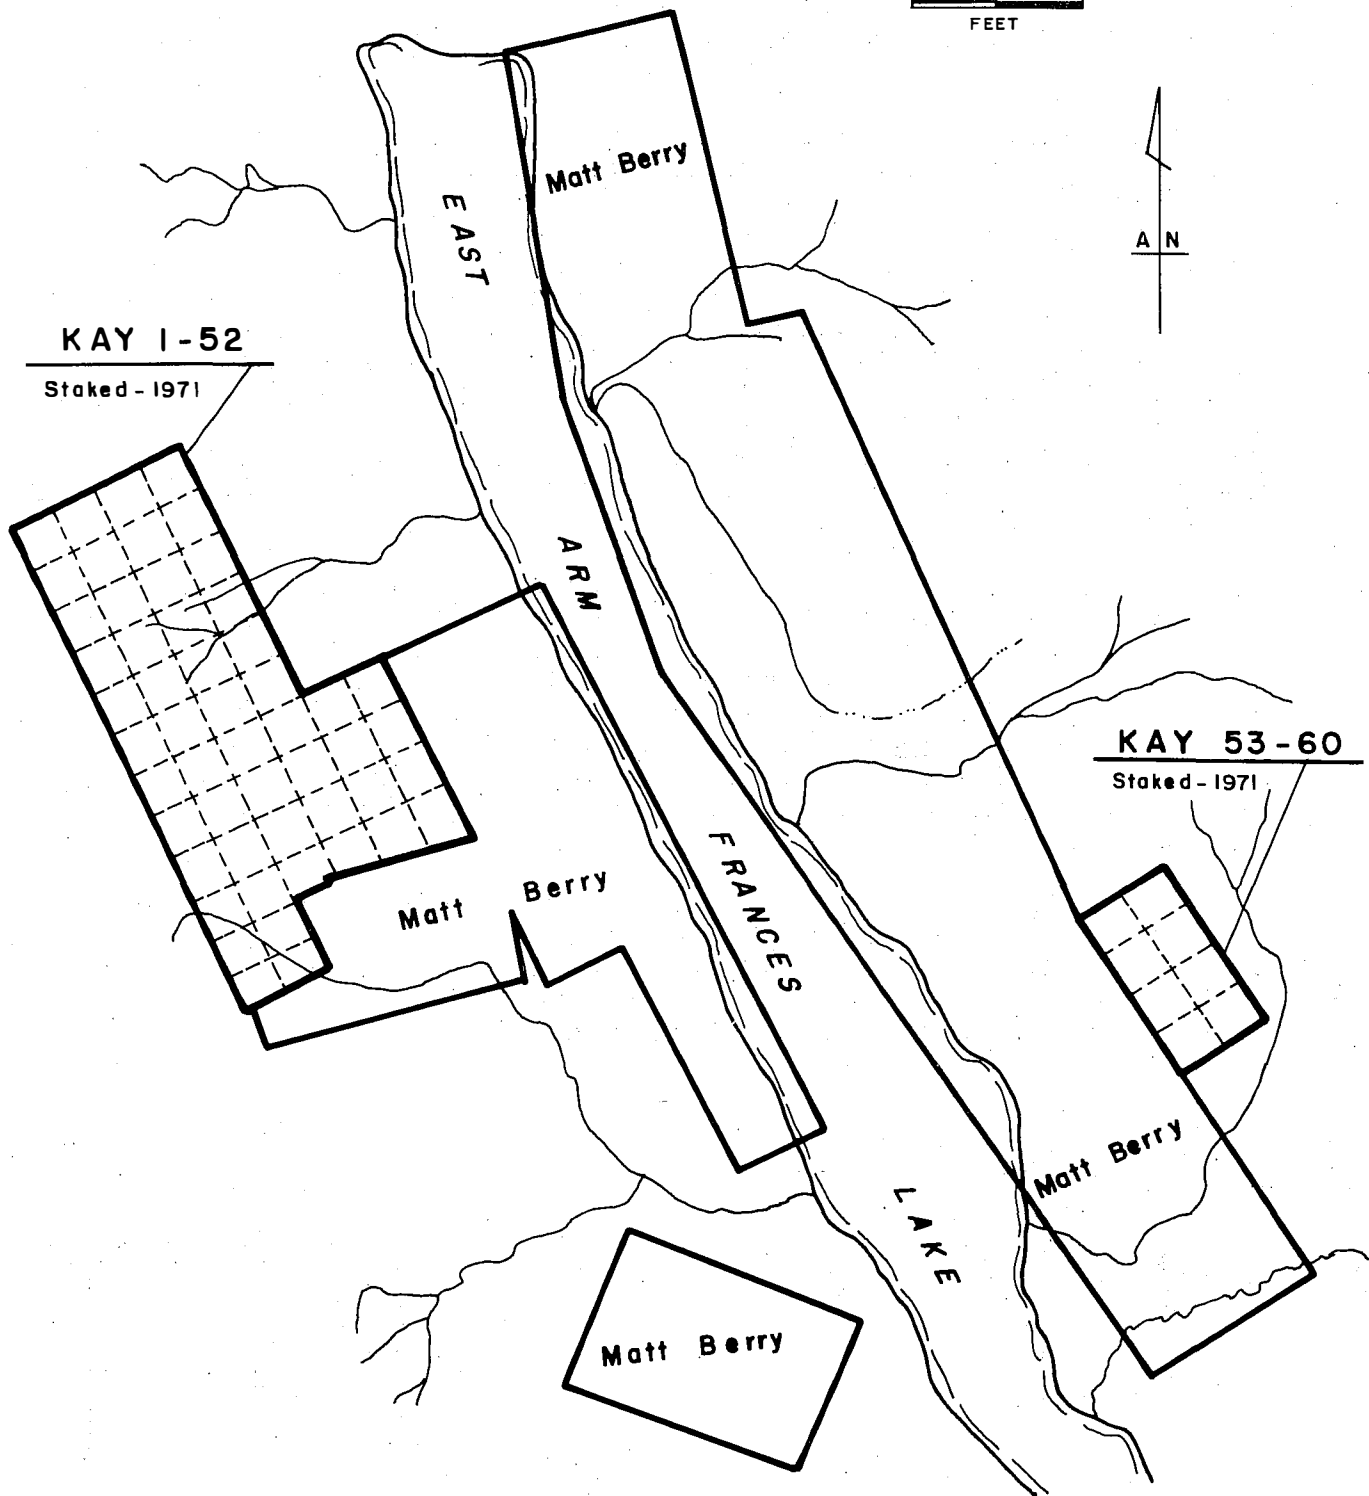 FEET
Matt Berry
A N
EAST
KAY 1-52
Staked-1971
ARM
KAY 53-60
Staked-1971
FRANCES
Matt Berry
Matt Berry
LAKE
Matt Berry